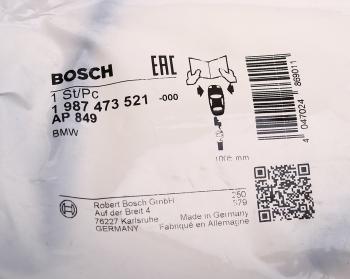 BOSCH
EAC
1 St/Pc
1 987 473 521 -000
AP 849
BMW
4 047024 869011
Robert Bosch GmbH
Auf der Breit 4
76227 Karlsruhe
GERMANY
Made in Germany
Fabriqué en Allemagne